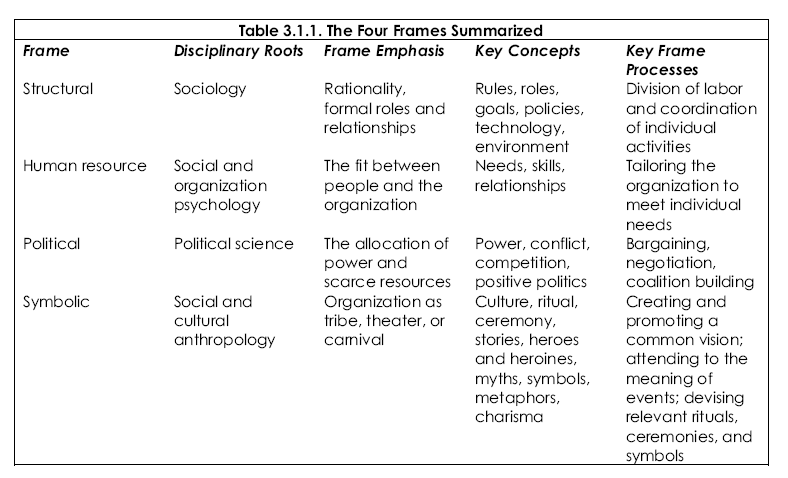 Table 3.1.1. The Four Frames Summarized
Frame Disciplinary Roots Frame Emphasis Key Concepts Key Frame
Processes
Structural Sociology Rationality, Rules, roles, Division of labor
formal roles and goals, policies, and coordination
relationships technology, of individual
environment activities
Human resource Social and The fit between Needs, skills, Tailoring the
organization people and the relationships organization to
psychology organization meet individual
needs
Political Political science The allocation of Power, conflict, Bargaining,
power and competition, negotiation,
scarce resources positive politics coalition building
Symbolic Social and Organization as Culture, ritual, Creating and
cultural tribe, theater, or ceremony, promoting a
anthropology carnival stories, heroes common vision;
and heroines, attending to the
myths, symbols, meaning of
metaphors, events; devising
charisma relevant rituals,
ceremonies, and
symbols